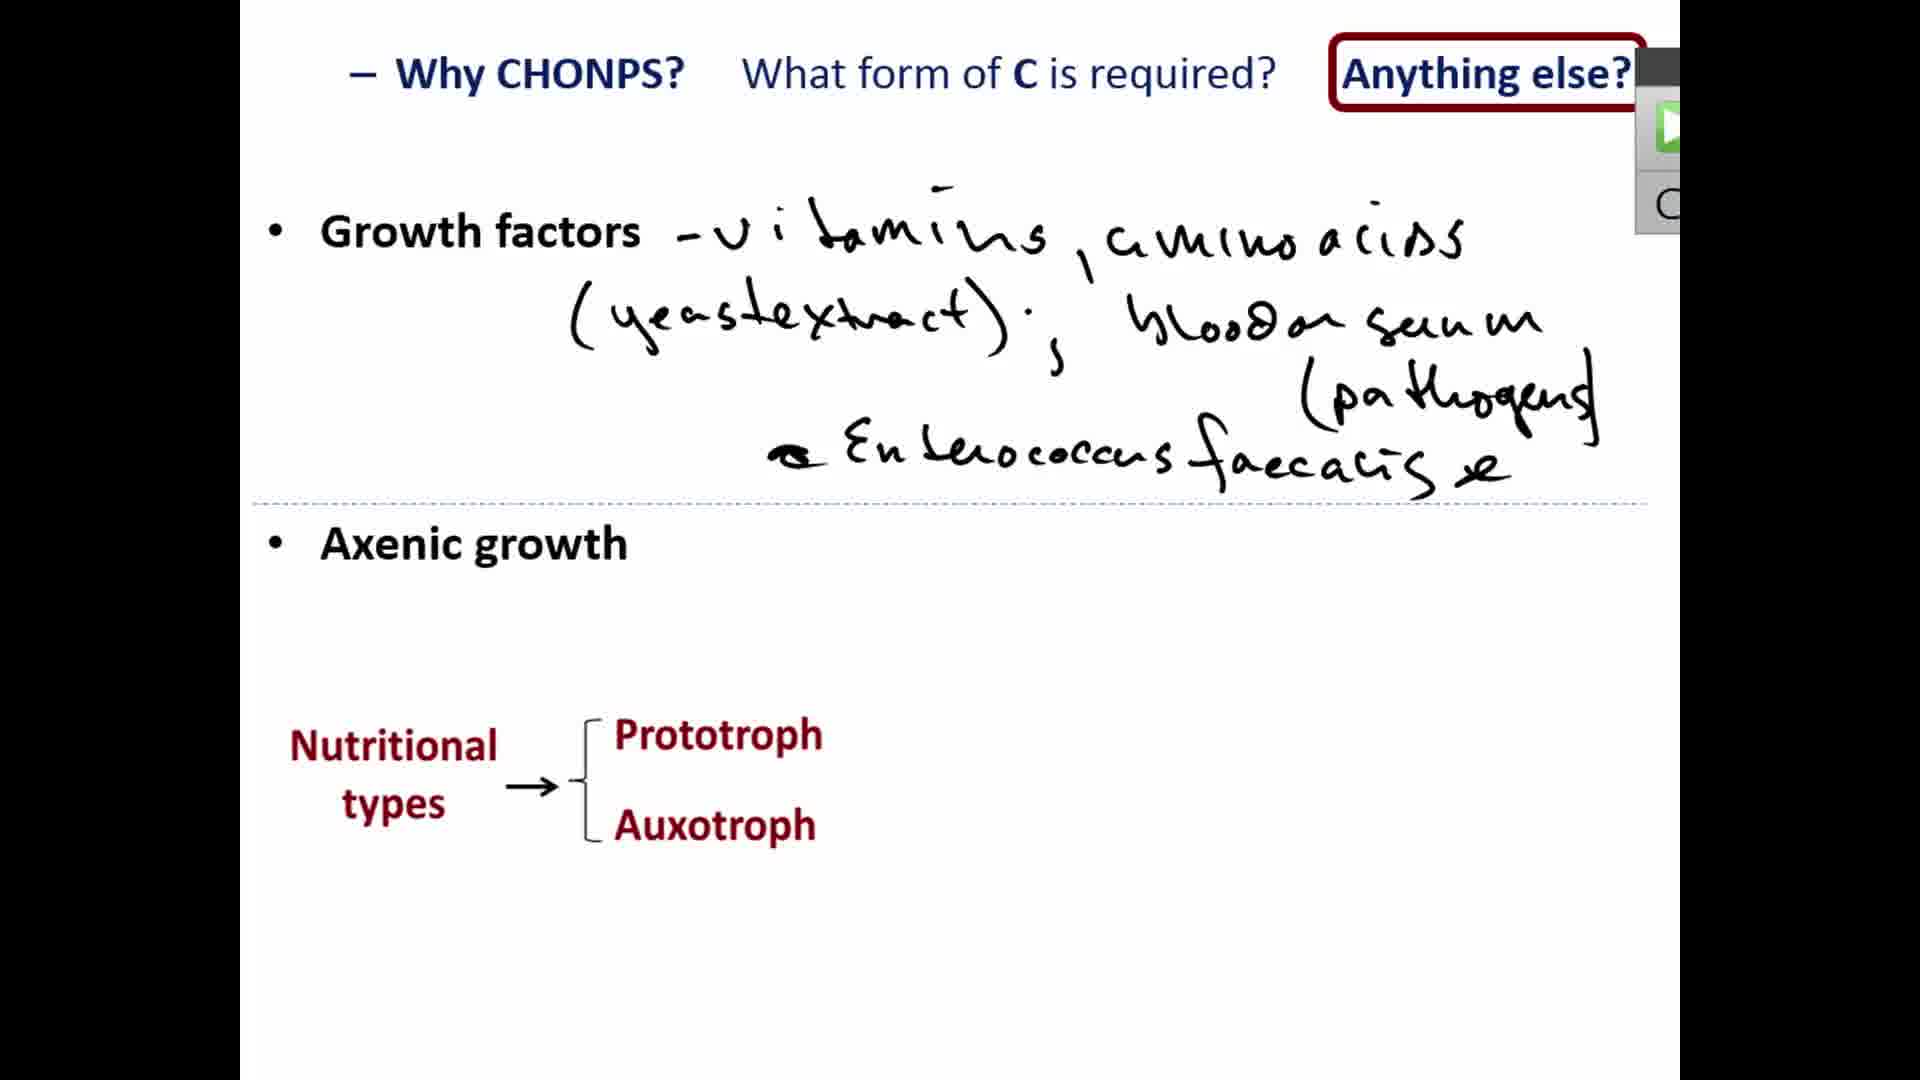 – Why CHONPS? What form of C is required? Anything else?
• Growth factors - vitamins, amino acids
(yeast extract); blood or serum
(pathogens)
Enterococcus faecalis
• Axenic growth
Nutritional types → Prototroph
Auxotroph